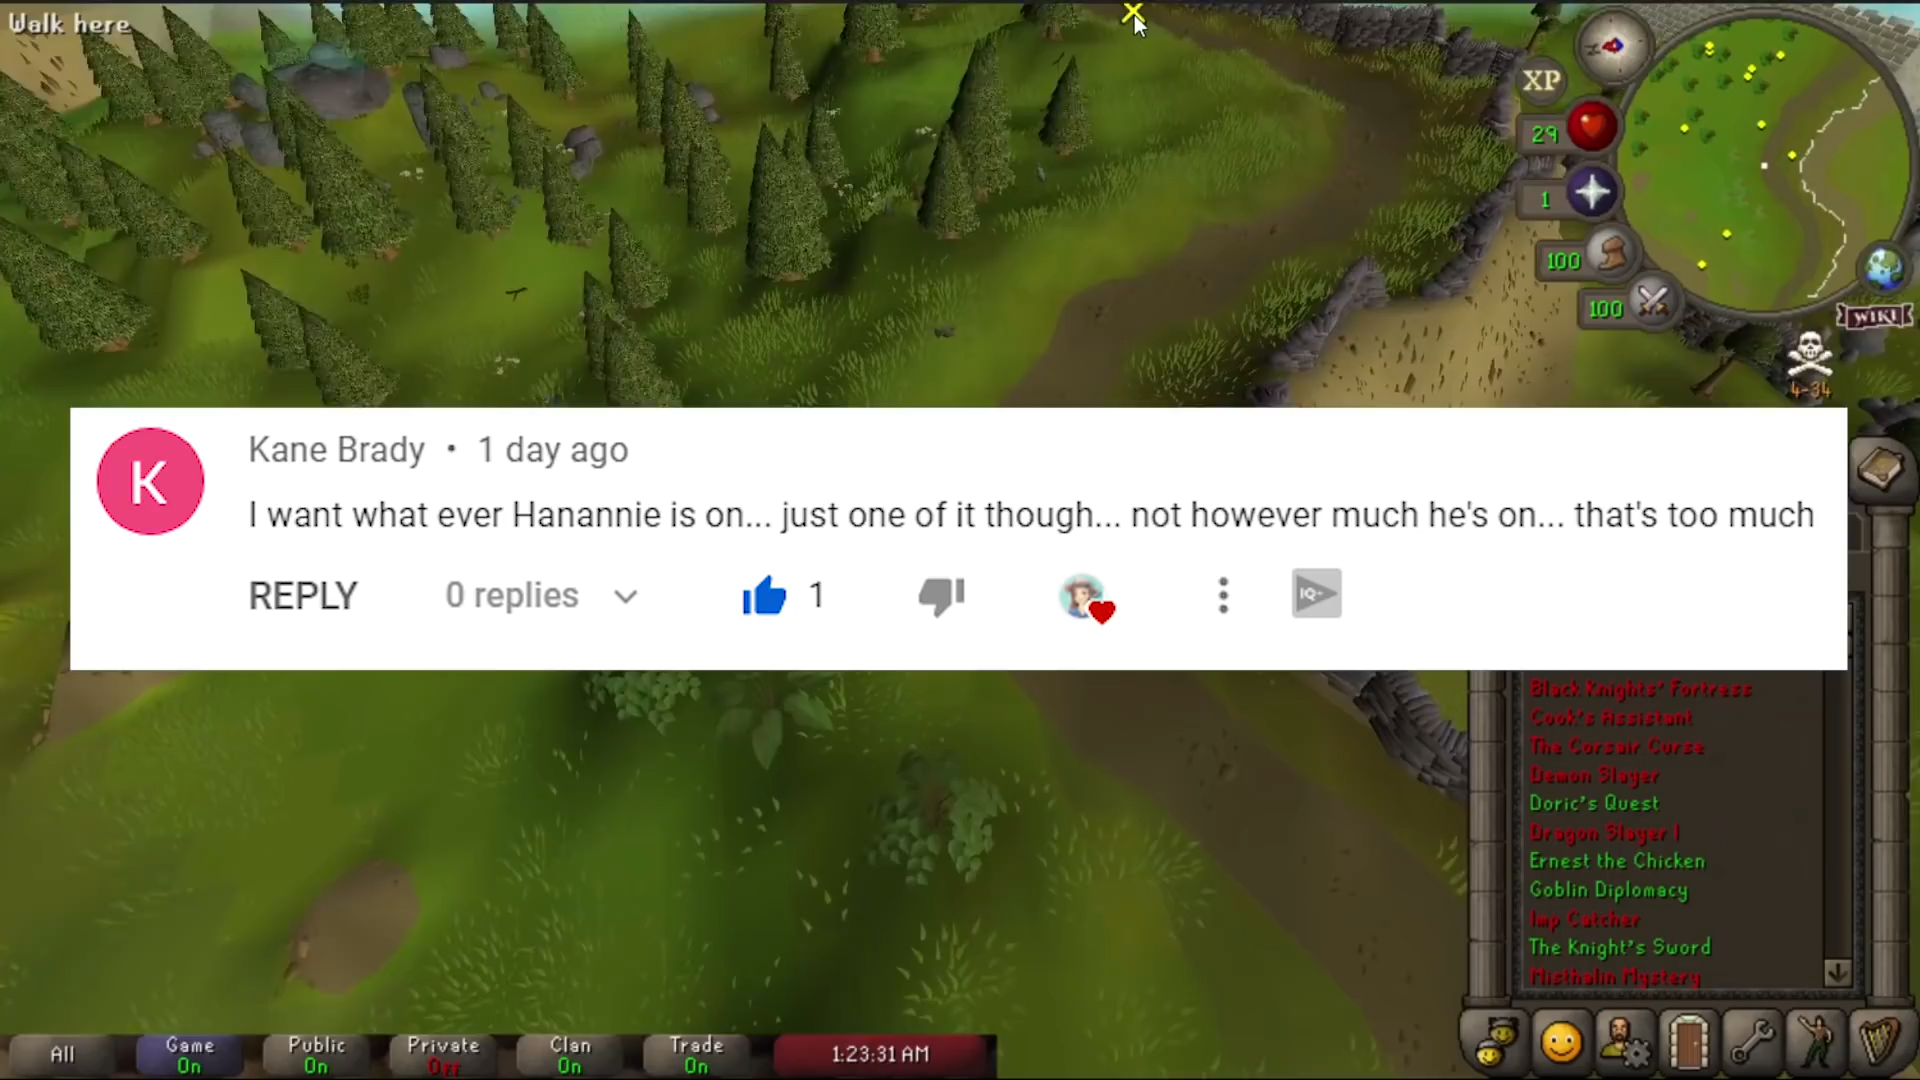 Walk here
XP
29
1
100
100
WIKI
4-34
K
Kane Brady • 1 day ago
I want what ever Hanannie is on... just one of it though... not however much he's on... that's too much
REPLY 0 replies 1 IQ~
Black Knights' Fortress
Cook's Assistant
The Corsair Curse
Demon Slayer
Doric's Quest
Dragon Slayer I
Ernest the Chicken
Goblin Diplomacy
Imp Catcher
The Knight's Sword
Misthalin Mystery
All Game Public Private Clan Trade 1:23:31 AM
On On Off On On